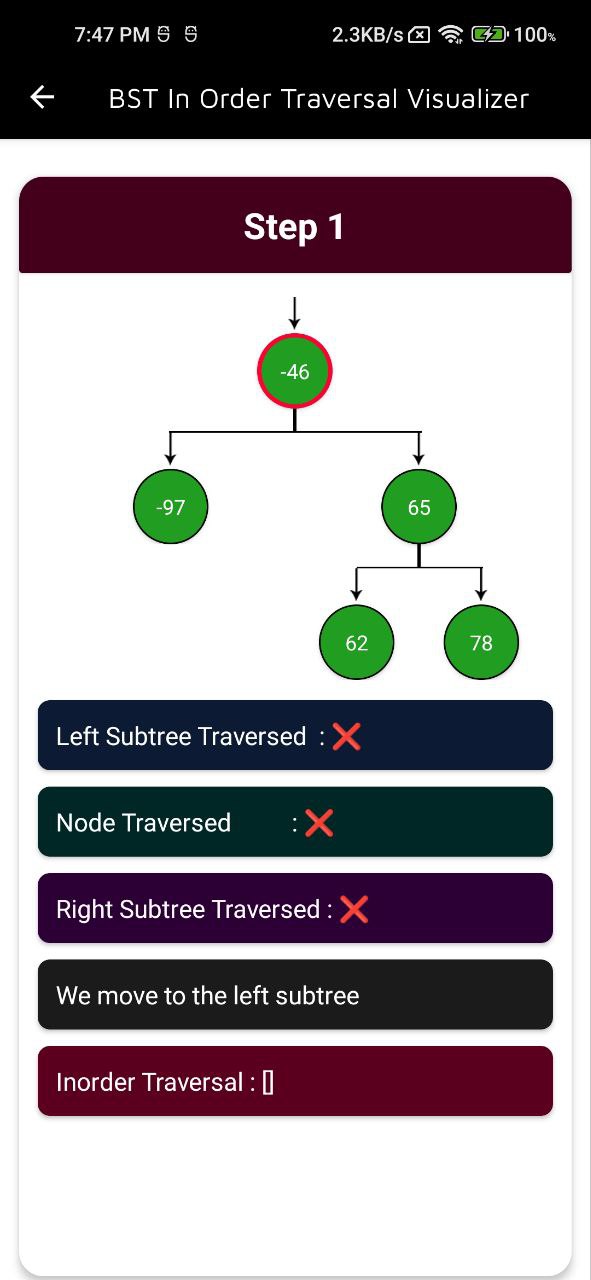 7:47 PM 2.3KB/s 100%
BST In Order Traversal Visualizer
Step 1
-46
-97 65
62 78
Left Subtree Traversed : ❌
Node Traversed : ❌
Right Subtree Traversed : ❌
We move to the left subtree
Inorder Traversal : []